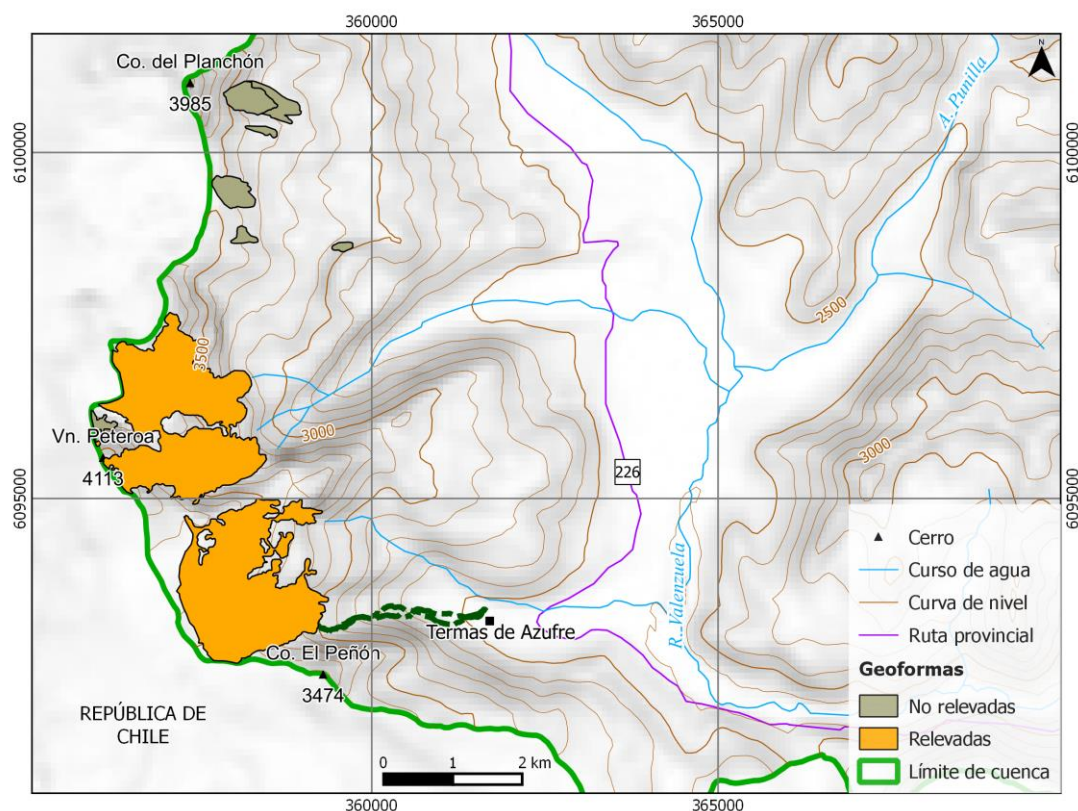 360000
365000
Co. del Planchón
3985
N
A. Punilla
6100000
6100000
2500
3500
3000
3000
Vn. Peteroa
4113
226
6095000
6095000
R. Valenzuela
Termas de Azufre
Co. El Peñón
3474
REPÚBLICA DE
CHILE
Cerro
Curso de agua
Curva de nivel
Ruta provincial
Geoformas
No relevadas
Relevadas
Límite de cuenca
0 1 2 km
360000
365000